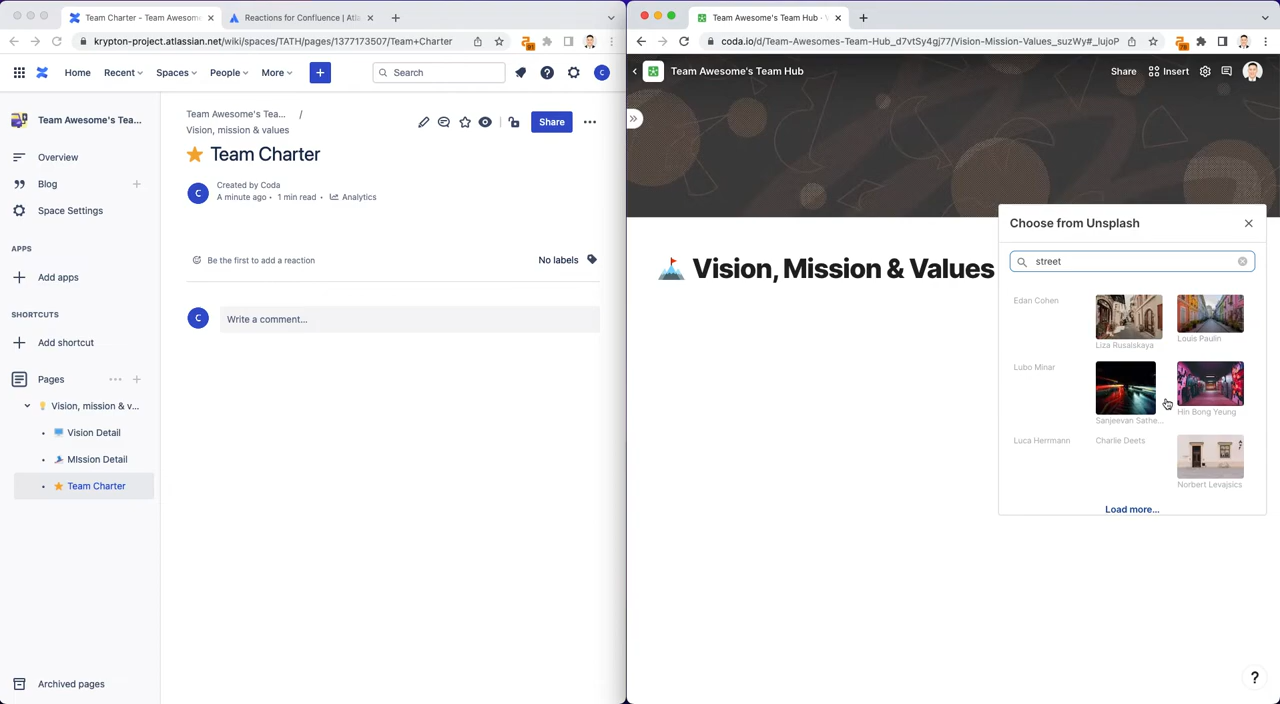 Team Charter - Team Awesom
Reactions for Confluence | Atla
krypton-project.atlassian.net/wiki/spaces/TATH/pages/1377173507/Team+Charter
Home
Recent
Spaces
People
More
Search
C
Team Awesome's Tea...
Overview
Blog
Space Settings
APPS
Add apps
SHORTCUTS
Add shortcut
Pages
Vision, mission & v...
Vision Detail
MIssion Detail
Team Charter
Archived pages
Team Awesome's Tea... /
Vision, mission & values
Share
Team Charter
C
Created by Coda
A minute ago • 1 min read • Analytics
Be the first to add a reaction
No labels
C
Write a comment...
Team Awesome's Team Hub ·
coda.io/d/Team-Awesomes-Team-Hub_d7vtSy4gj77/Vision-Mission-Values_suzWy#_lujoP
Team Awesome's Team Hub
Share
Insert
Vision, Mission & Values
Choose from Unsplash
street
Edan Cohen
Liza Rusalskaya
Louis Paulin
Lubo Minar
Sanjeevan Sathe...
Hin Bong Yeung
Luca Herrmann
Charlie Deets
Norbert Levajsics
Load more...
?